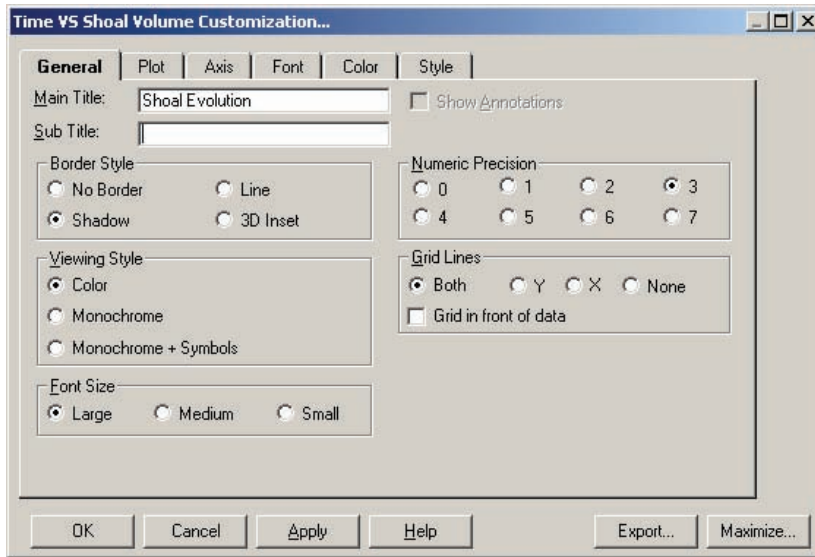 Time VS Shoal Volume Customization...
General Plot Axis Font Color Style
Main Title: Shoal Evolution Show Annotations
Sub Title:
Border Style
No Border Line
Shadow 3D Inset
Numeric Precision
0 1 2 3
4 5 6 7
Viewing Style
Color
Monochrome
Monochrome + Symbols
Grid Lines
Both Y X None
Grid in front of data
Font Size
Large Medium Small
OK Cancel Apply Help Export... Maximize...